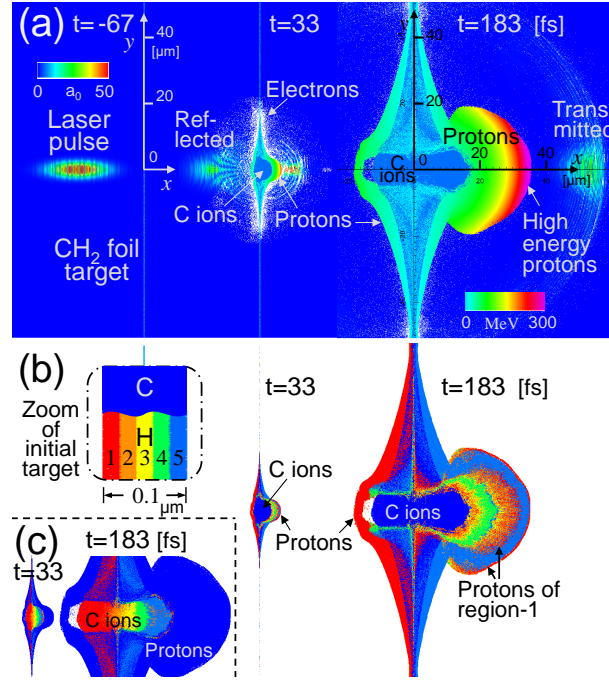 (a) t= -67 t=33 t=183 [fs]
y 40 [μm]
y 40
0 a₀ 50
20
20
Electrons
Laser pulse
Ref-
lected
Protons
Trans
mitted
0
x
C ions
0 20 40 x
[μm]
C ions
Protons
High
energy
protons
CH₂ foil
target
0 MeV 300
(b)
t=33
t=183 [fs]
Zoom
of
initial
target
C
H
1 2 3 4 5
0.1
μm
C ions
Protons
C ions
Protons of
region-1
(c)
t=183 [fs]
t=33
C ions
Protons